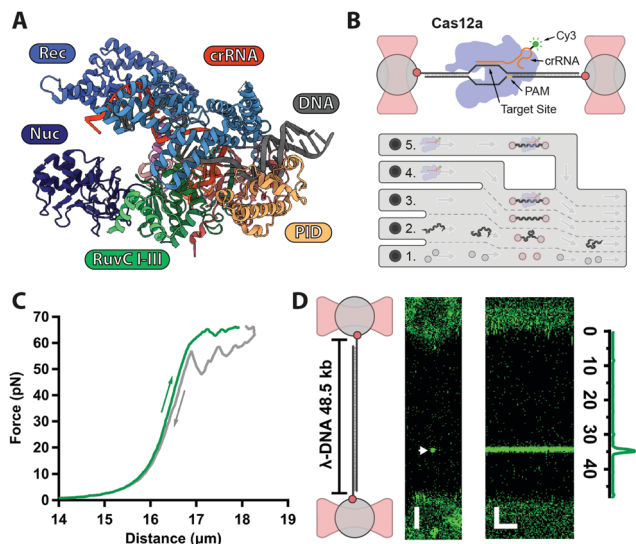 A
Rec
crRNA
DNA
Nuc
PID
RuvC I-III
B
Cas12a
Cy3
crRNA
PAM
Target Site
5.
4.
3.
2.
1.
C
70
60
50
40
30
20
10
0
Force (pN)
14 15 16 17 18 19
Distance (µm)
D
λ-DNA 48.5 kb
0
10
20
30
40